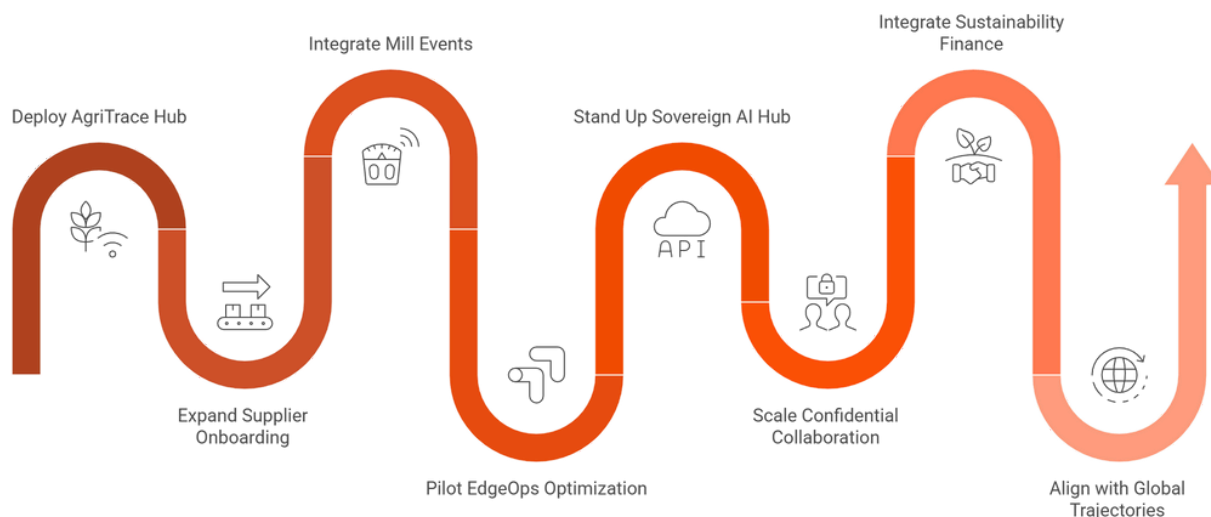 Deploy AgriTrace Hub
Expand Supplier
Onboarding
Integrate Mill Events
Pilot EdgeOps Optimization
Stand Up Sovereign AI Hub
API
Scale Confidential
Collaboration
Integrate Sustainability
Finance
Align with Global
Trajectories